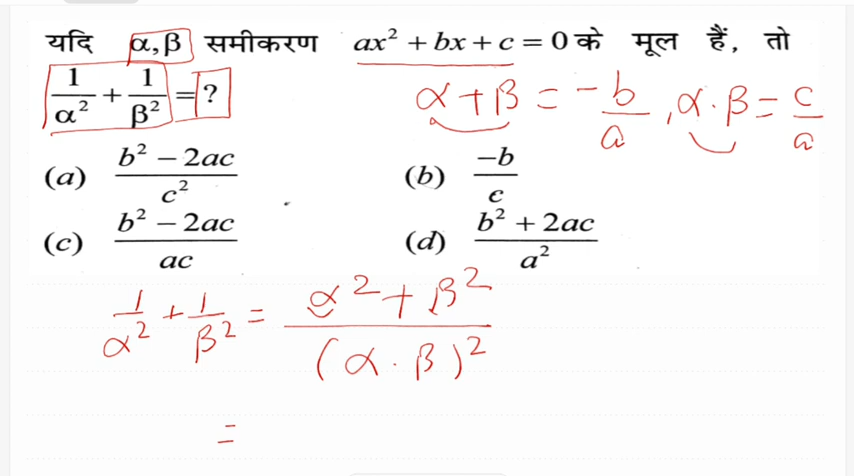 यदि α,β समीकरण ax² + bx + c = 0 के मूल हैं, तो
1/α² + 1/β² = ?
α + β = -b/a , α·β = c/a
(a) (b² − 2ac)/c² (b) −b/c
(c) (b² − 2ac)/ac (d) (b² + 2ac)/a²
1/α² + 1/β² = (α² + β²)/(α·β)²
=